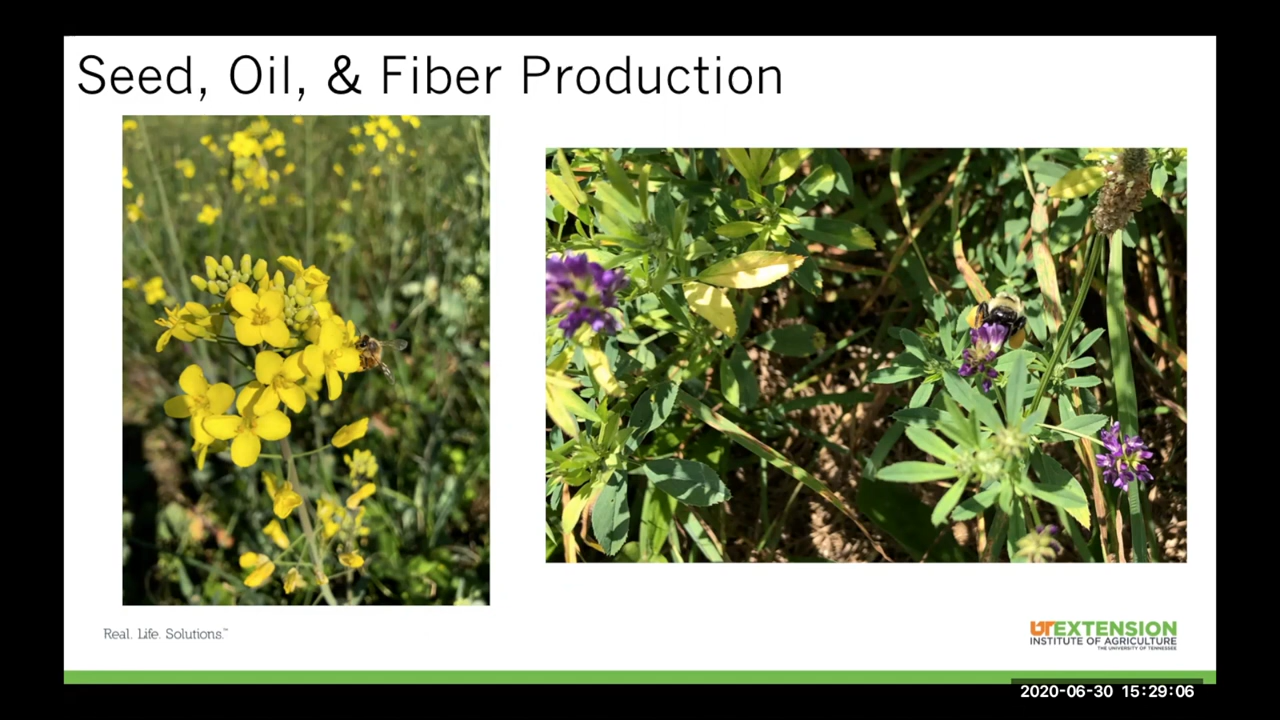 Seed, Oil, & Fiber Production
Real. Life. Solutions.™
UTEXTENSION
INSTITUTE OF AGRICULTURE
THE UNIVERSITY OF TENNESSEE
2020-06-30 15:29:06